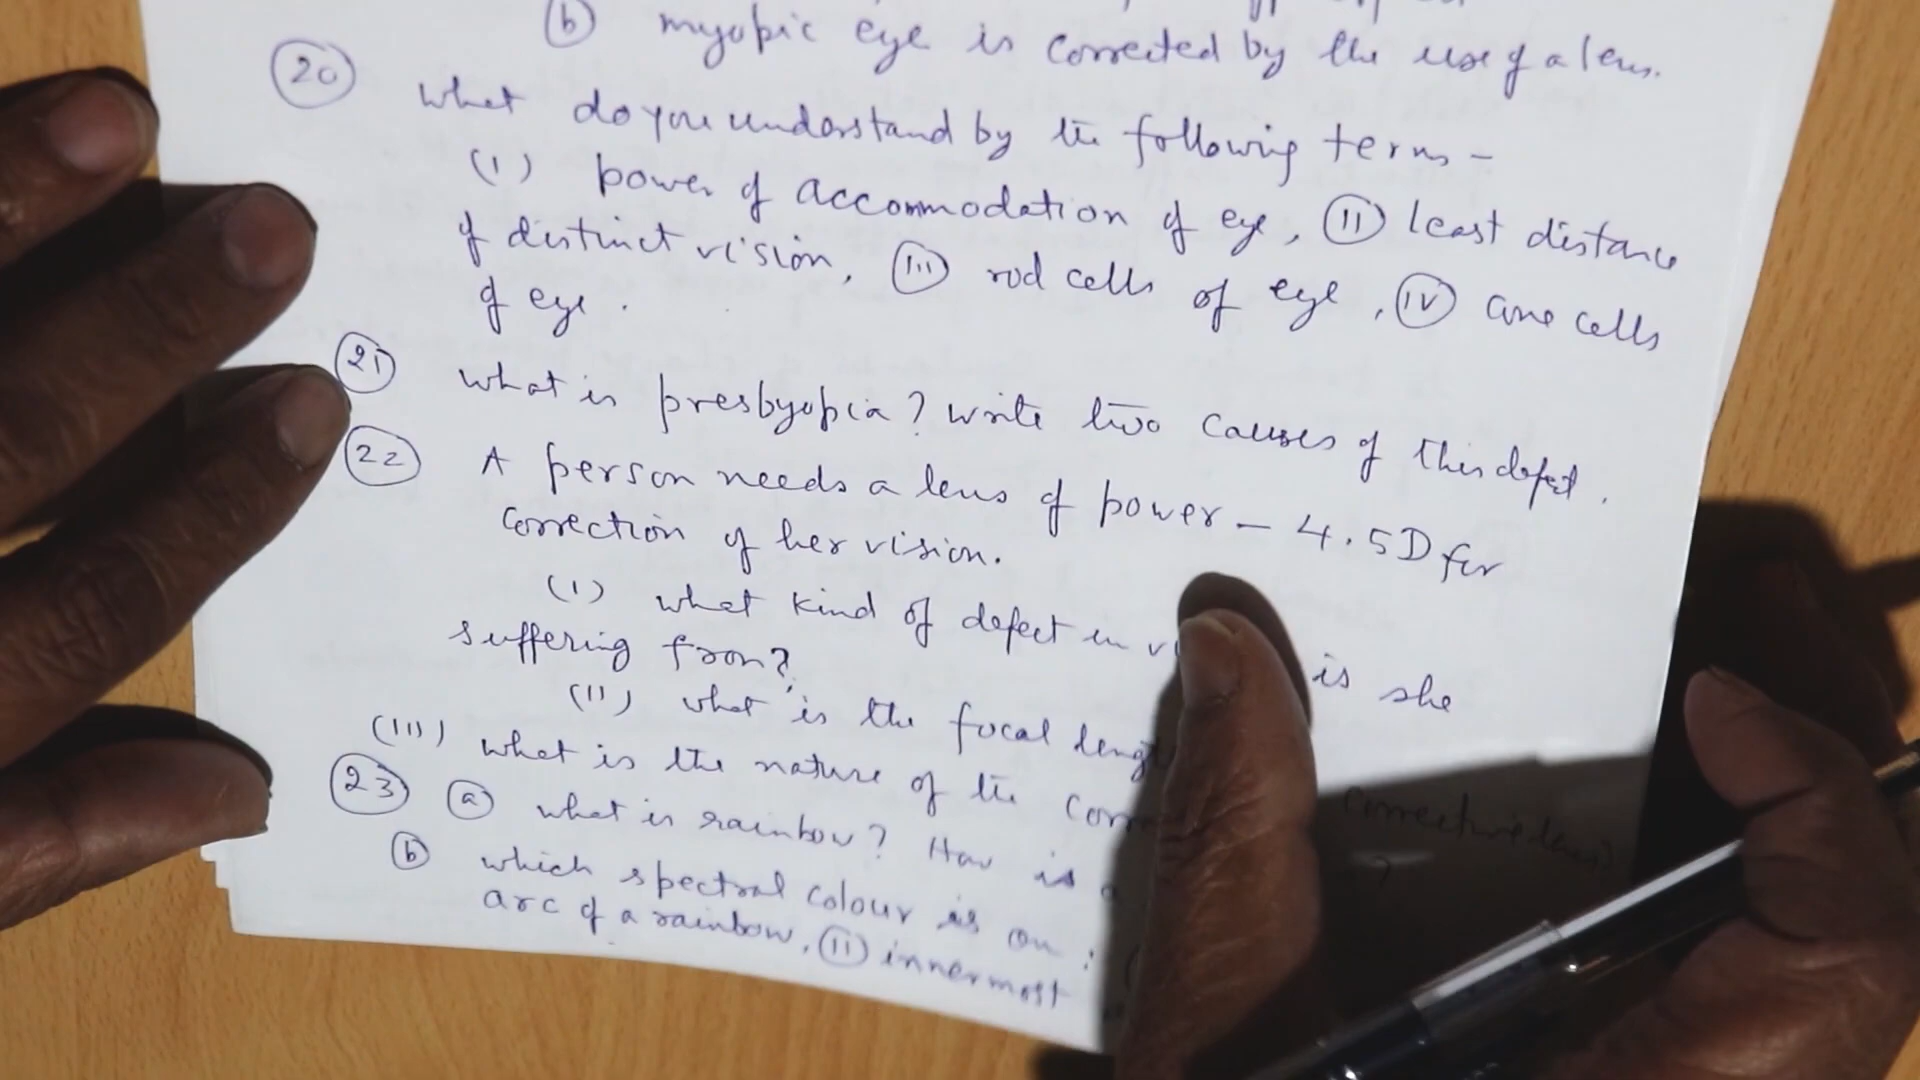 (b) myopic eye is corrected by the use of a lens.
(20) What do you understand by the following terms -
(i) power of accommodation of eye, (ii) least distance
of distinct vision, (iii) rod cells of eye, (iv) cone cells
of eye.
(21) What is presbyopia? Write two causes of this defect.
(22) A person needs a lens of power - 4.5D for
correction of her vision.
(i) what kind of defect in is she
suffering from?
(ii) what is the focal
(iii) what is the nature of the
(23) (a) what is rainbow? How is
(b) which spectral colour is on :
arc of a rainbow, (ii) innermost